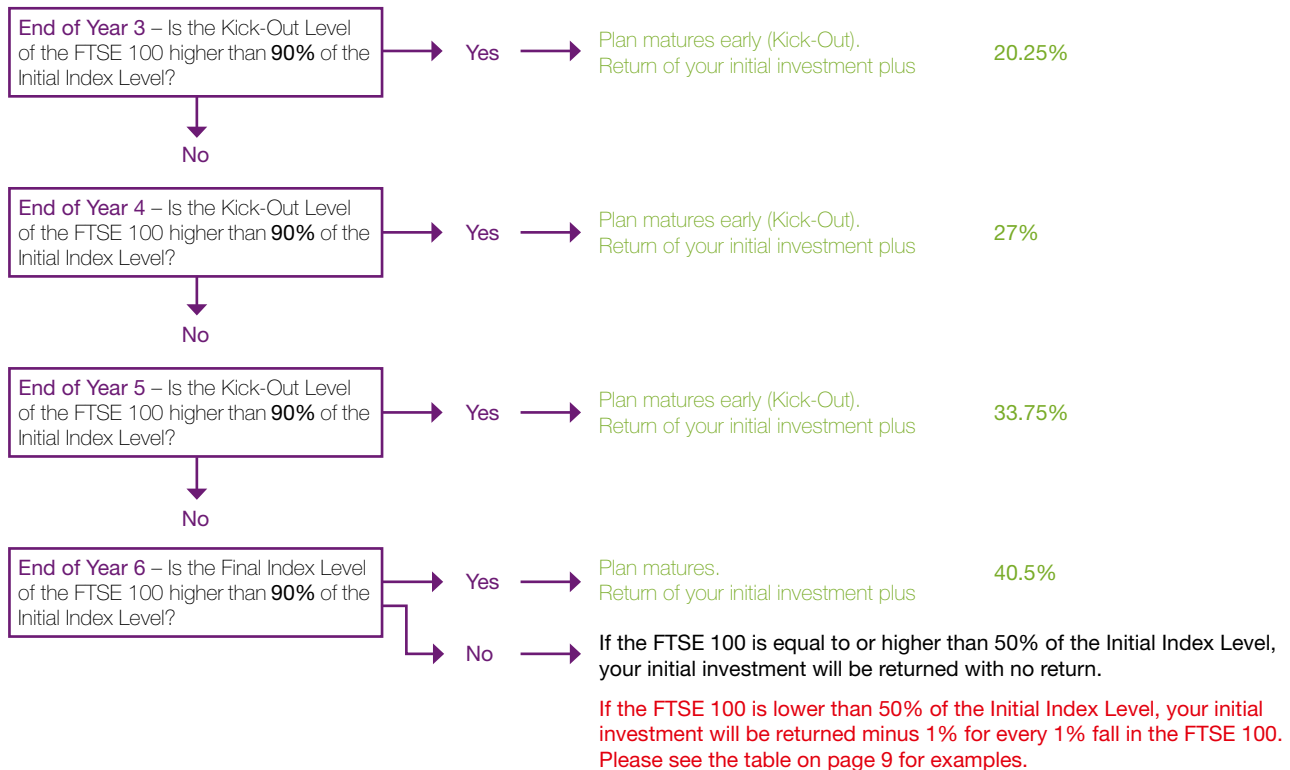 End of Year 3 – Is the Kick-Out Level
of the FTSE 100 higher than 90% of the
Initial Index Level?
Yes
Plan matures early (Kick-Out).
Return of your initial investment plus
20.25%
No
End of Year 4 – Is the Kick-Out Level
of the FTSE 100 higher than 90% of the
Initial Index Level?
Yes
Plan matures early (Kick-Out).
Return of your initial investment plus
27%
No
End of Year 5 – Is the Kick-Out Level
of the FTSE 100 higher than 90% of the
Initial Index Level?
Yes
Plan matures early (Kick-Out).
Return of your initial investment plus
33.75%
No
End of Year 6 – Is the Final Index Level
of the FTSE 100 higher than 90% of the
Initial Index Level?
Yes
Plan matures.
Return of your initial investment plus
40.5%
No
If the FTSE 100 is equal to or higher than 50% of the Initial Index Level,
your initial investment will be returned with no return.
If the FTSE 100 is lower than 50% of the Initial Index Level, your initial
investment will be returned minus 1% for every 1% fall in the FTSE 100.
Please see the table on page 9 for examples.